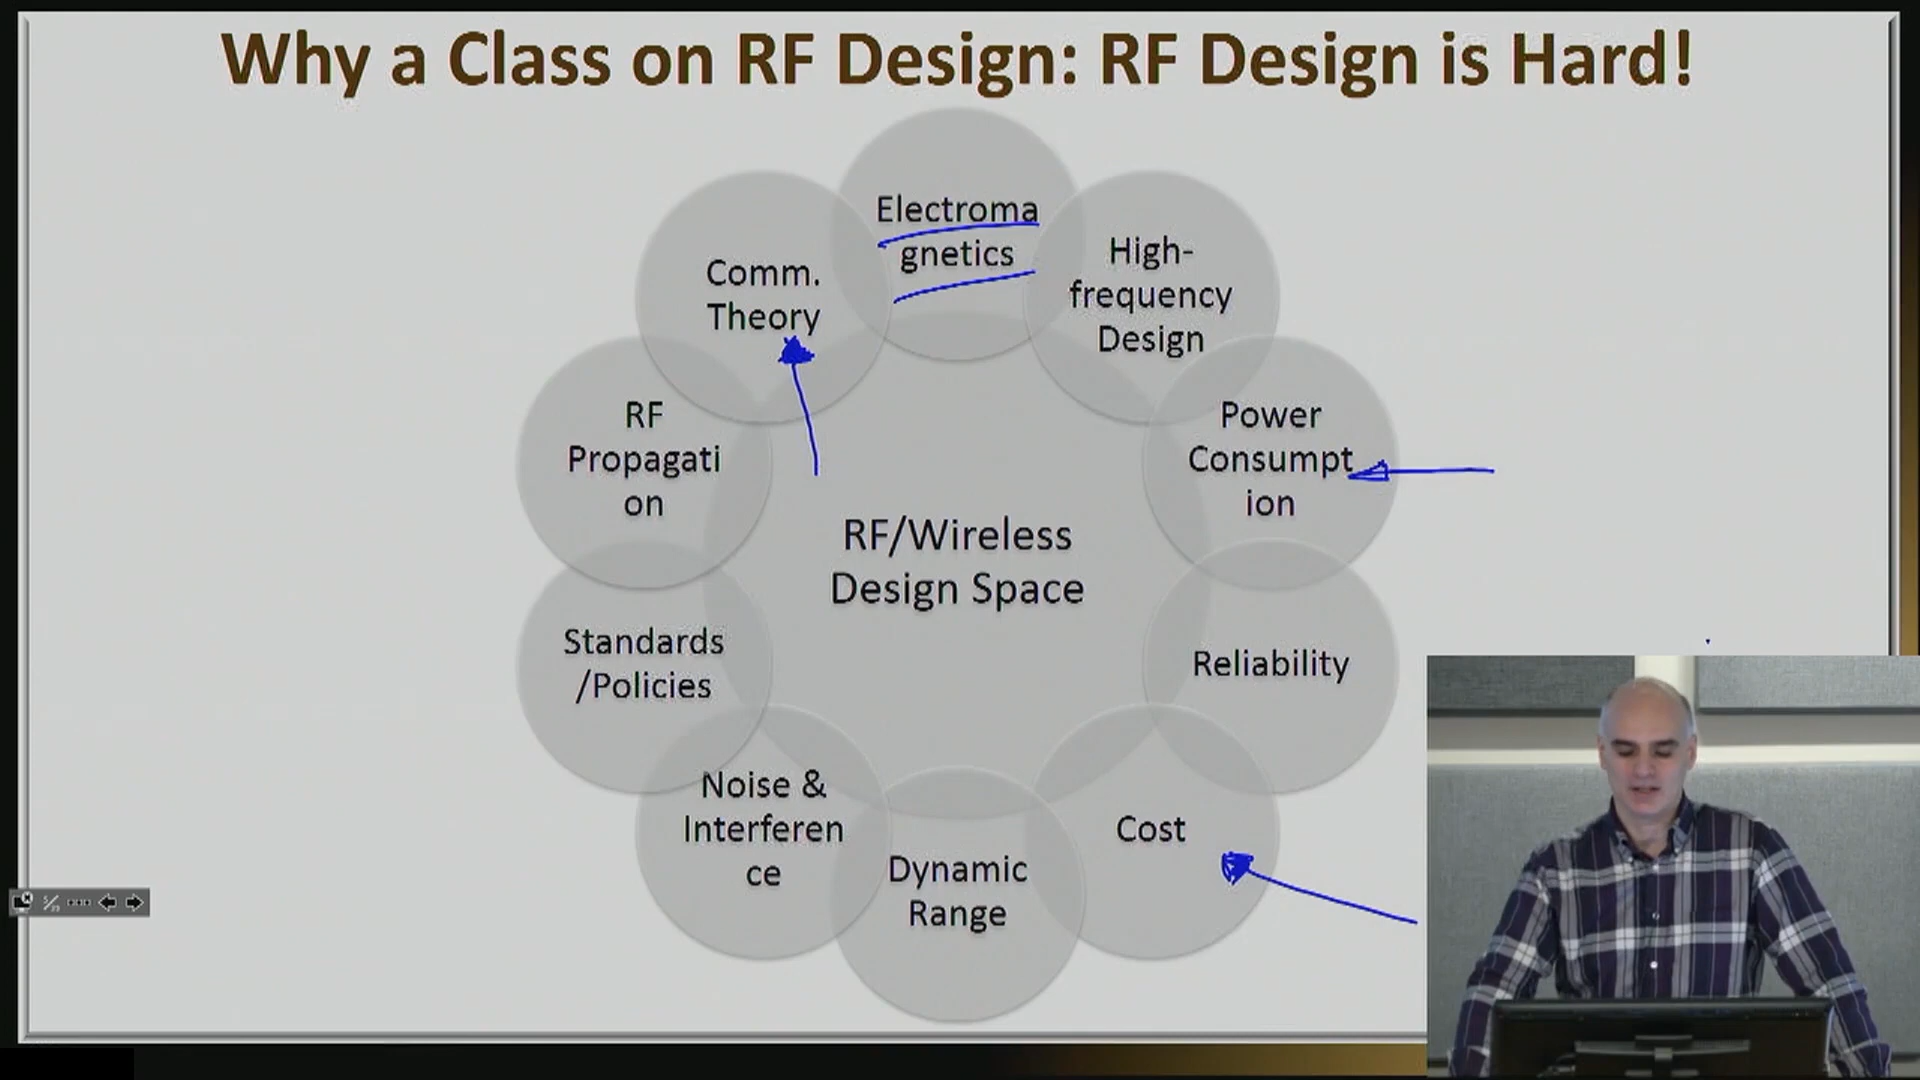 Why a Class on RF Design: RF Design is Hard!
Electroma
gnetics
High-
frequency
Design
Power
Consumpt
ion
Reliability
Cost
Dynamic
Range
Noise &
Interferen
ce
Standards
/Policies
RF
Propagati
on
Comm.
Theory
RF/Wireless
Design Space